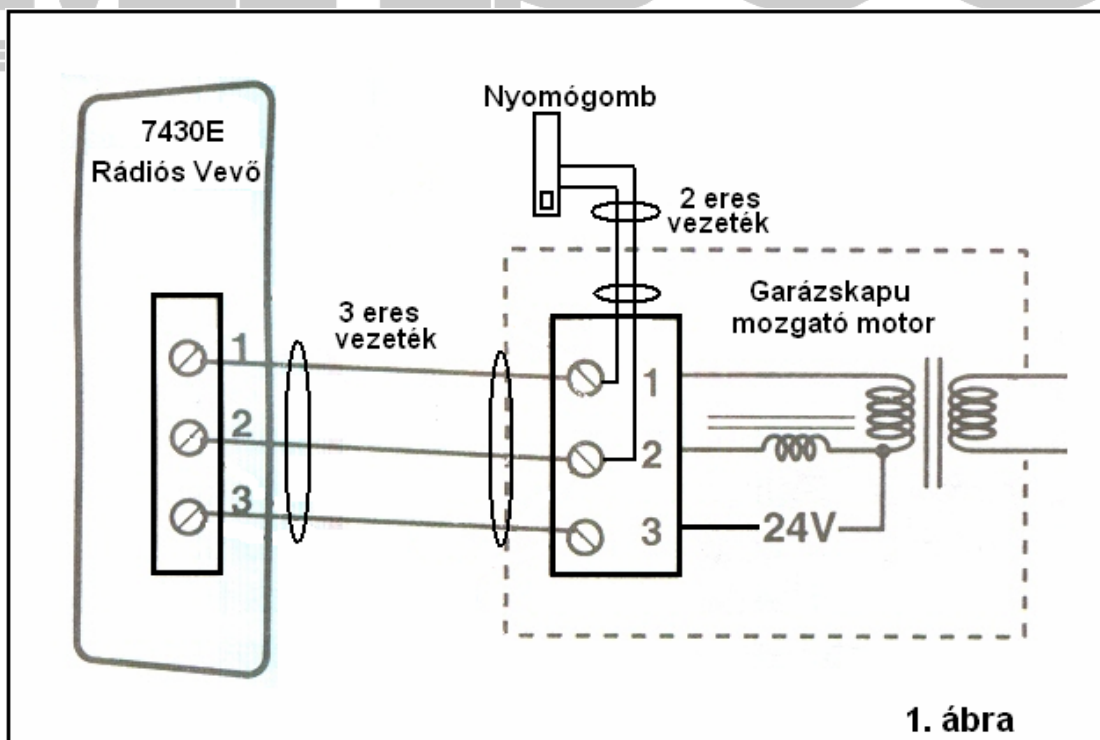 Nyomógomb
7430E
Rádiós Vevő
2 eres
vezeték
3 eres
vezeték
Garázskapu
mozgató motor
1
2
3
1
2
3
24V
1. ábra